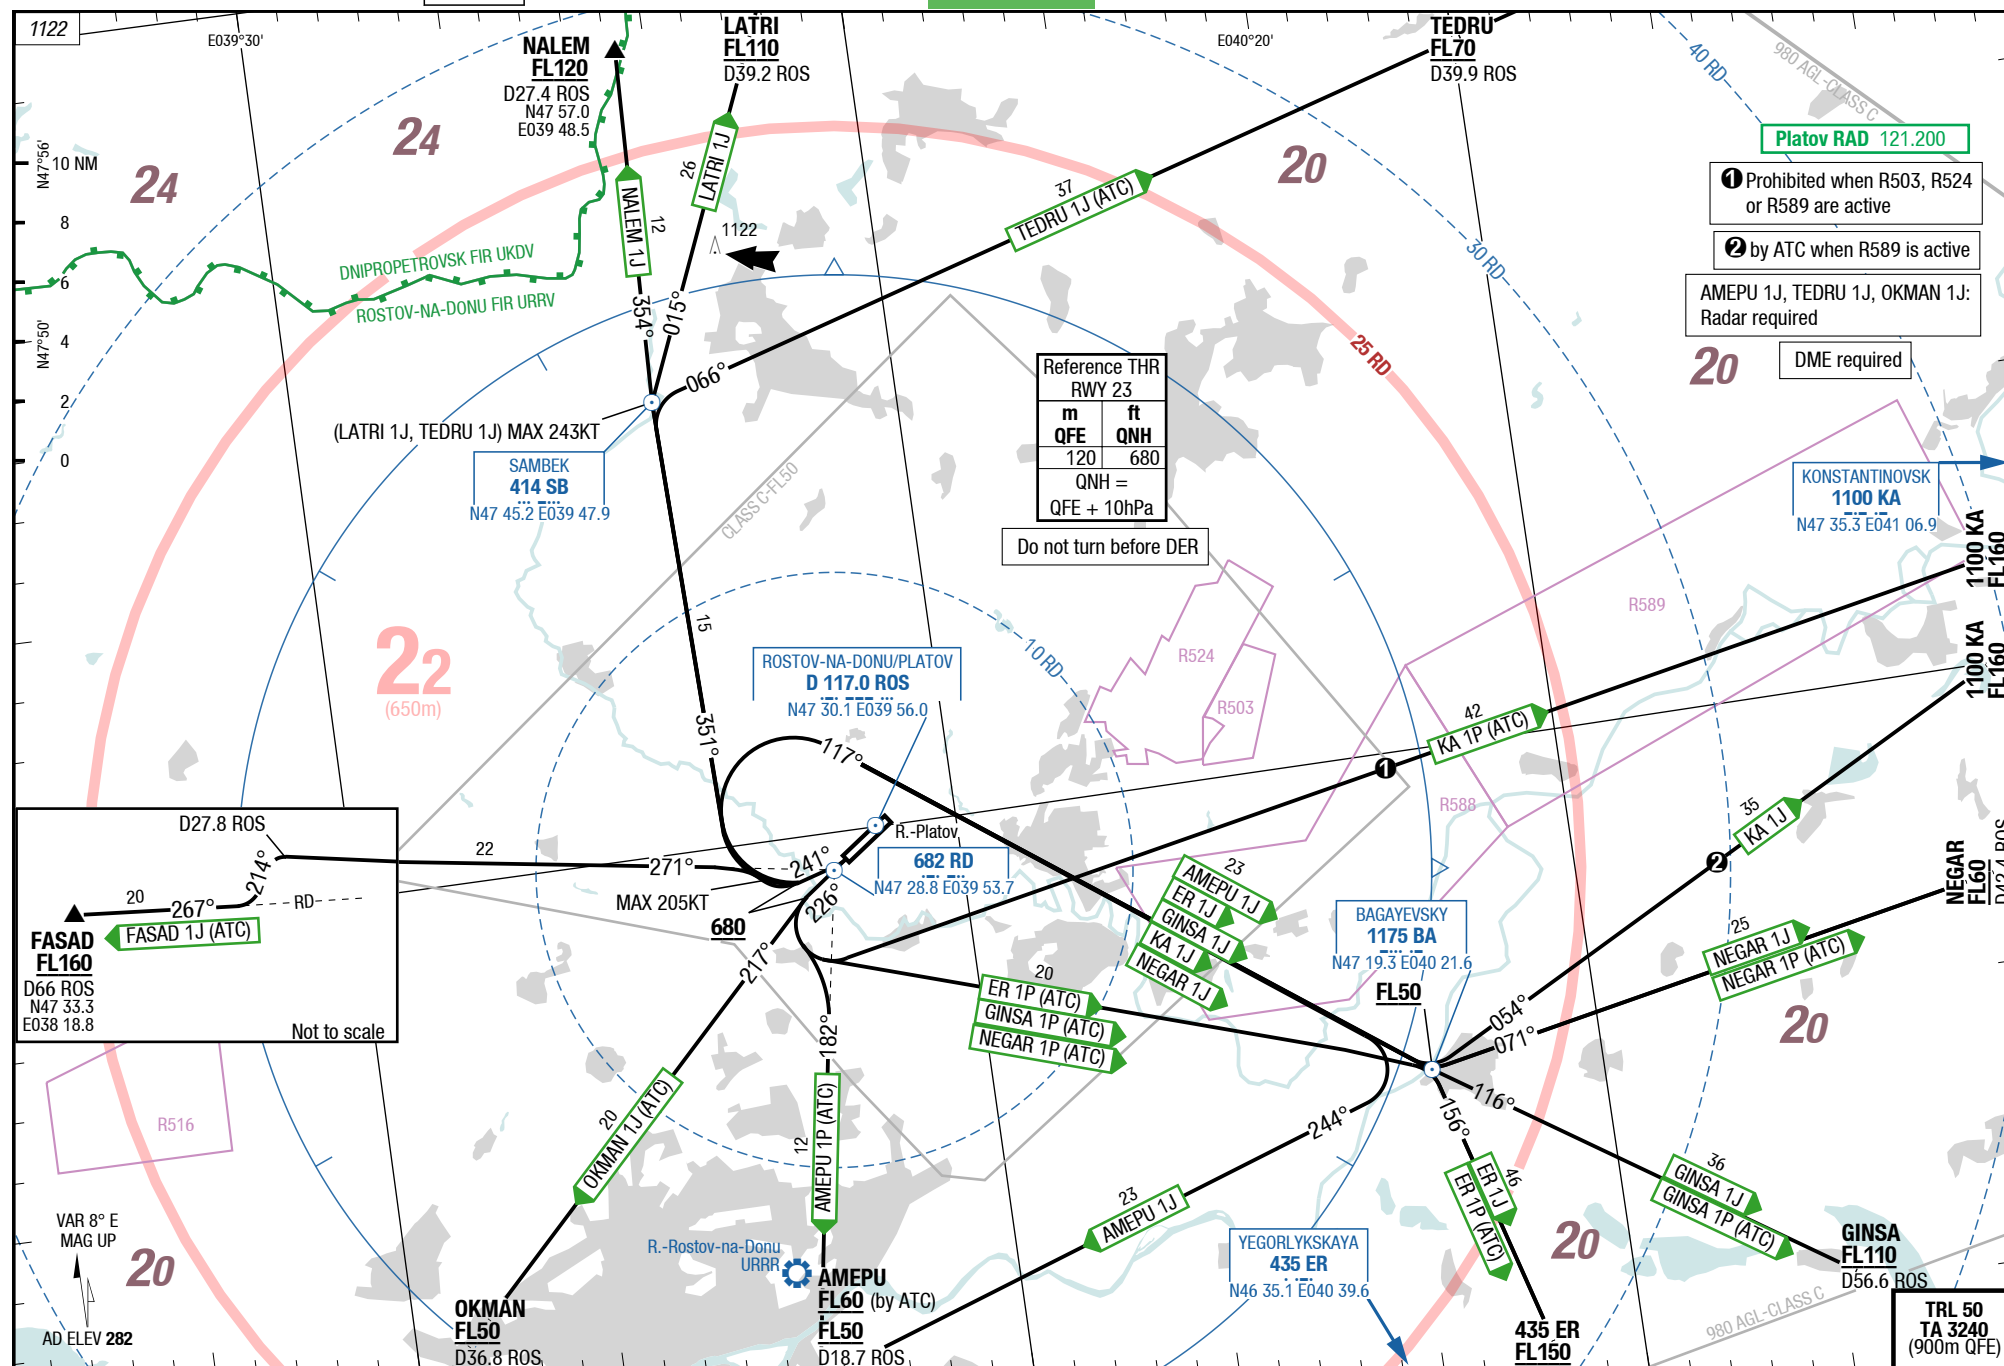 1122
E039°30'
NALEM
FL120
D27.4 ROS
N47 57.0
E039 48.5
LATRI
FL110
D39.2 ROS
E040°20'
TEDRU
FL70
D39.9 ROS
40 RD
980 AGL-CLASS C
Platov RAD 121.200
1 Prohibited when R503, R524
or R589 are active
2 by ATC when R589 is active
AMEPU 1J, TEDRU 1J, OKMAN 1J:
Radar required
DME required
N47°56'
10 NM
8
6
4
2
0
N47°50'
24
24
20
20
DNIPROPETROVSK FIR UKDV
ROSTOV-NA-DONU FIR URRV
NALEM 1J
12
354°
26
LATRI 1J
015°
1122
37
TEDRU 1J (ATC)
066°
30 RD
25 RD
(LATRI 1J, TEDRU 1J) MAX 243KT
SAMBEK
414 SB
N47 45.2 E039 47.9
CLASS C-FL50
Reference THR
RWY 23
m ft
QFE QNH
120 680
QNH =
QFE + 10hPa
Do not turn before DER
KONSTANTINOVSK
1100 KA
N47 35.3 E041 06.9
1100 KA
FL160
1100 KA
FL160
R589
R524
R503
R588
15
351°
22
(650m)
ROSTOV-NA-DONU/PLATOV
D 117.0 ROS
N47 30.1 E039 56.0
10 RD
117°
42
KA 1P (ATC)
1
35
KA 1J
2
NEGAR
FL60
D42.4 ROS
R.-Platov
682 RD
N47 28.8 E039 53.7
241°
271°
22
MAX 205KT
680
226°
217°
182°
D27.8 ROS
214°
20
267°
RD
FASAD 1J (ATC)
FASAD
FL160
D66 ROS
N47 33.3
E038 18.8
Not to scale
23
AMEPU 1J
ER 1J
GINSA 1J
KA 1J
NEGAR 1J
20
ER 1P (ATC)
GINSA 1P (ATC)
NEGAR 1P (ATC)
BAGAYEVSKY
1175 BA
N47 19.3 E040 21.6
FL50
25
NEGAR 1J
NEGAR 1P (ATC)
054°
071°
20
116°
156°
244°
R516
20
OKMAN 1J (ATC)
12
AMEPU 1P (ATC)
23
AMEPU 1J
46
ER 1J
ER 1P (ATC)
36
GINSA 1J
GINSA 1P (ATC)
20
GINSA
FL110
D56.6 ROS
VAR 8° E
MAG UP
AD ELEV 282
20
R.-Rostov-na-Donu
URRR
OKMAN
FL50
D36.8 ROS
AMEPU
FL60 (by ATC)
FL50
D18.7 ROS
YEGORLYKSKAYA
435 ER
N46 35.1 E040 39.6
435 ER
FL150
980 AGL-CLASS C
TRL 50
TA 3240
(900m QFE)